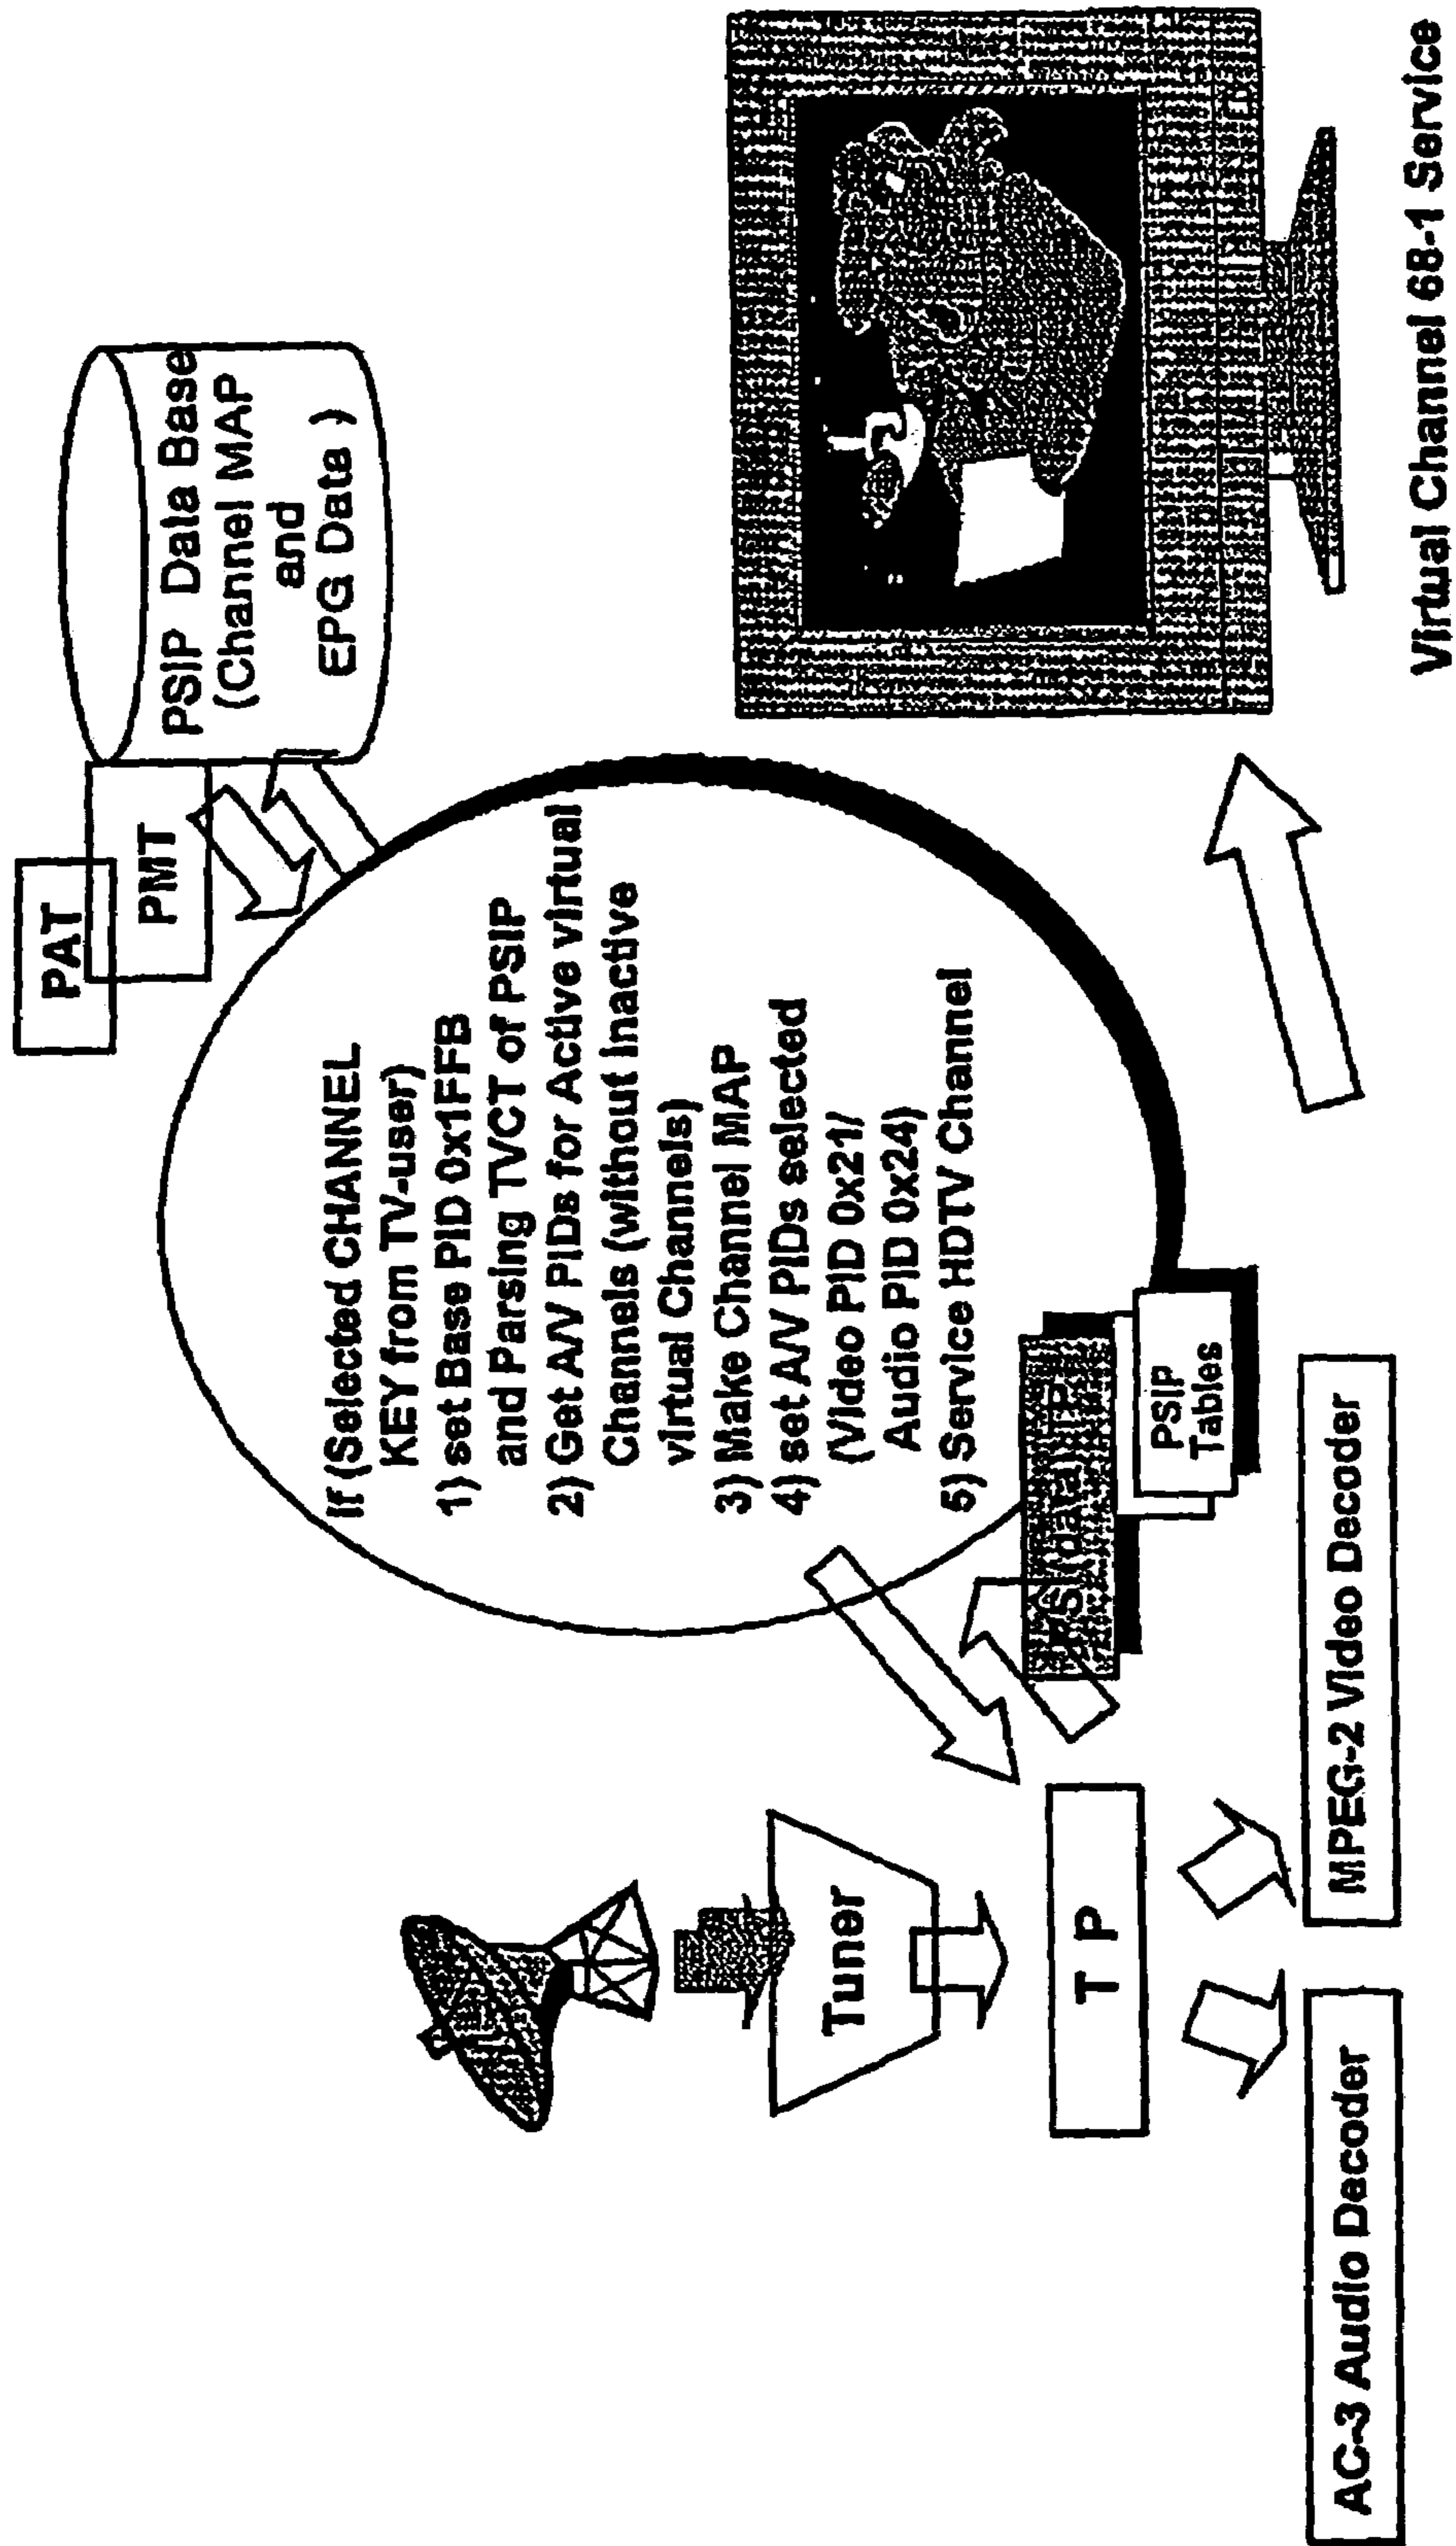 PAT
PMT
PSIP Data Base
(Channel MAP
and
EPG Data )
If (Selected CHANNEL
KEY from TV-user)
1) set Base PID 0x1FFB
and Parsing TVCT of PSIP
2) Get A/V PIDs for Active virtual
Channels (without inactive
virtual Channels)
3) Make Channel MAP
4) set A/V PIDs selected
(Video PID 0x21/
Audio PID 0x24)
5) Service HDTV Channel
Tuner
T P
PSIP
Tables
AC-3 Audio Decoder
MPEG-2 Video Decoder
Virtual Channel 68-1 Service